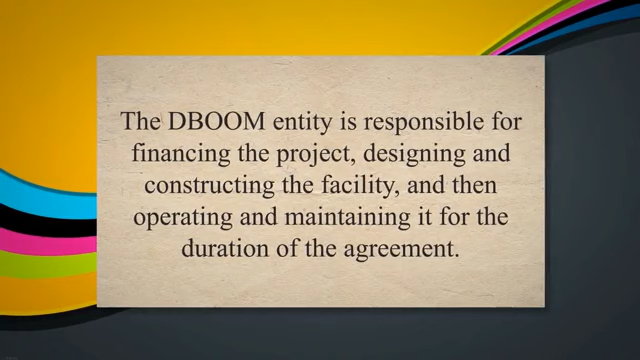 The DBOOM entity is responsible for
financing the project, designing and
constructing the facility, and then
operating and maintaining it for the
duration of the agreement.